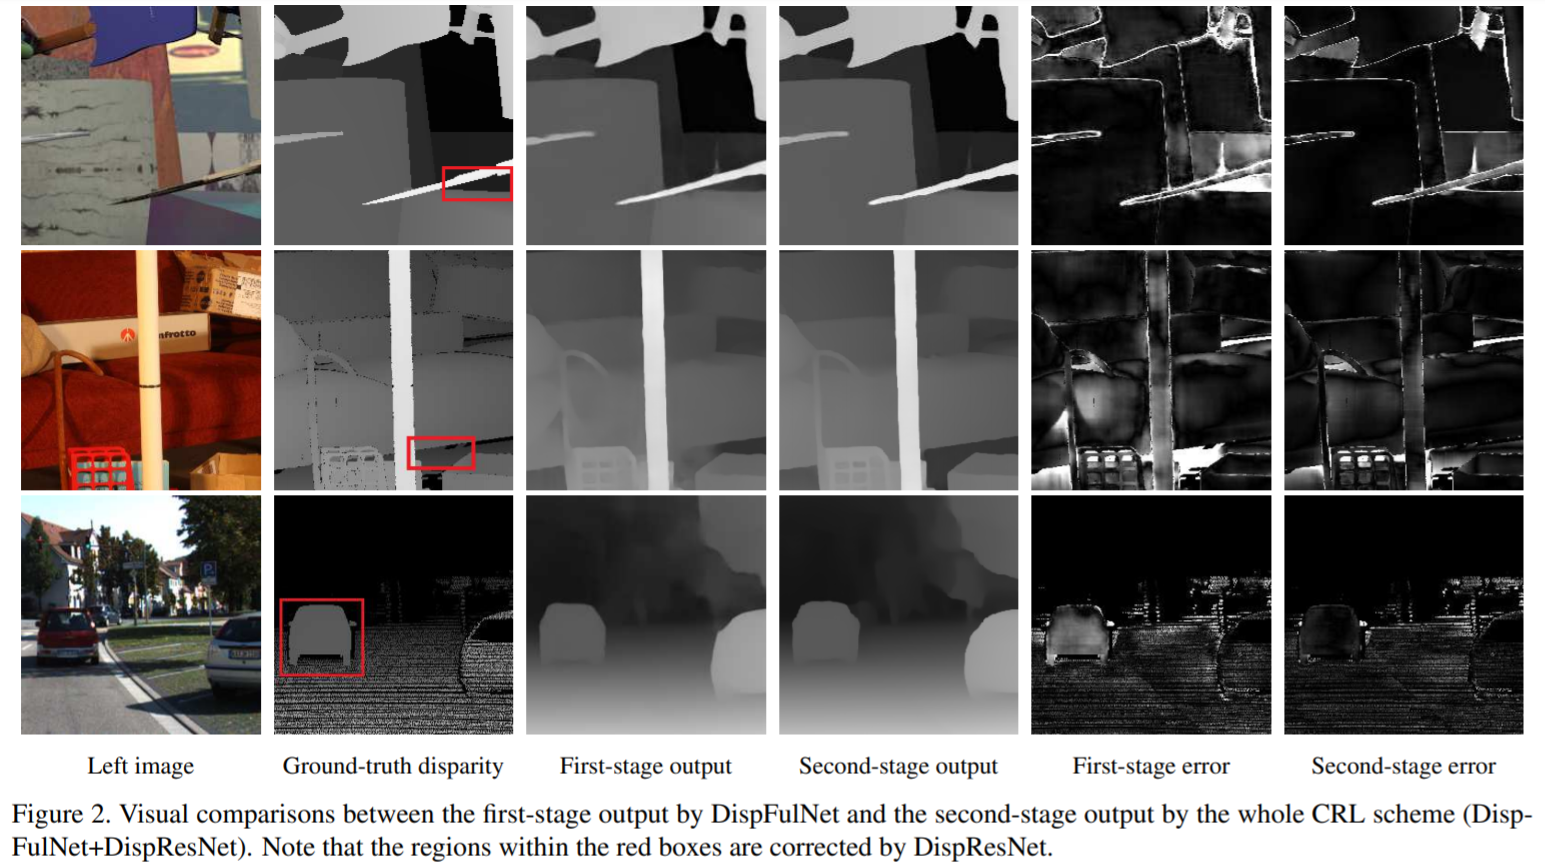 nfrotto
P
Left image
Ground-truth disparity
First-stage output
Second-stage output
First-stage error
Second-stage error
Figure 2. Visual comparisons between the first-stage output by DispFulNet and the second-stage output by the whole CRL scheme (Disp-
FulNet+DispResNet). Note that the regions within the red boxes are corrected by DispResNet.